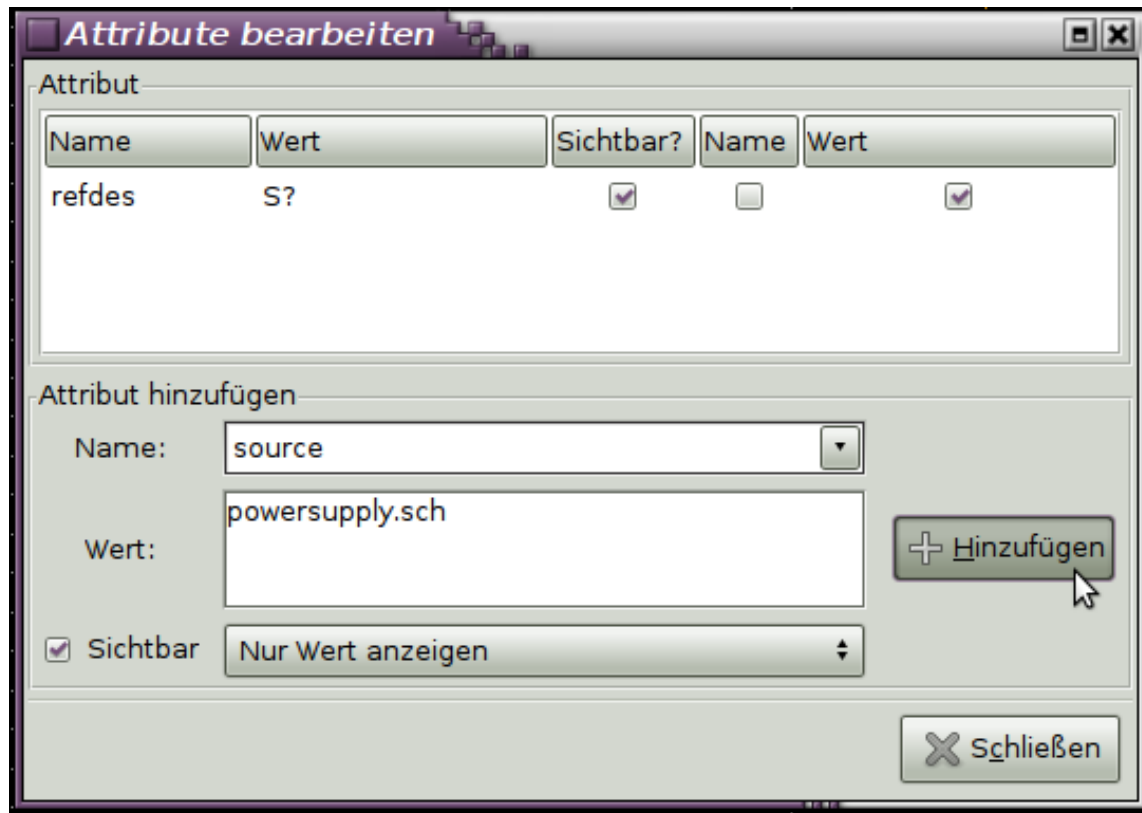 Attribute bearbeiten
Attribut
Name Wert Sichtbar? Name Wert
refdes S?
Attribut hinzufügen
Name: source
powersupply.sch
Wert:
Hinzufügen
Sichtbar Nur Wert anzeigen
Schließen